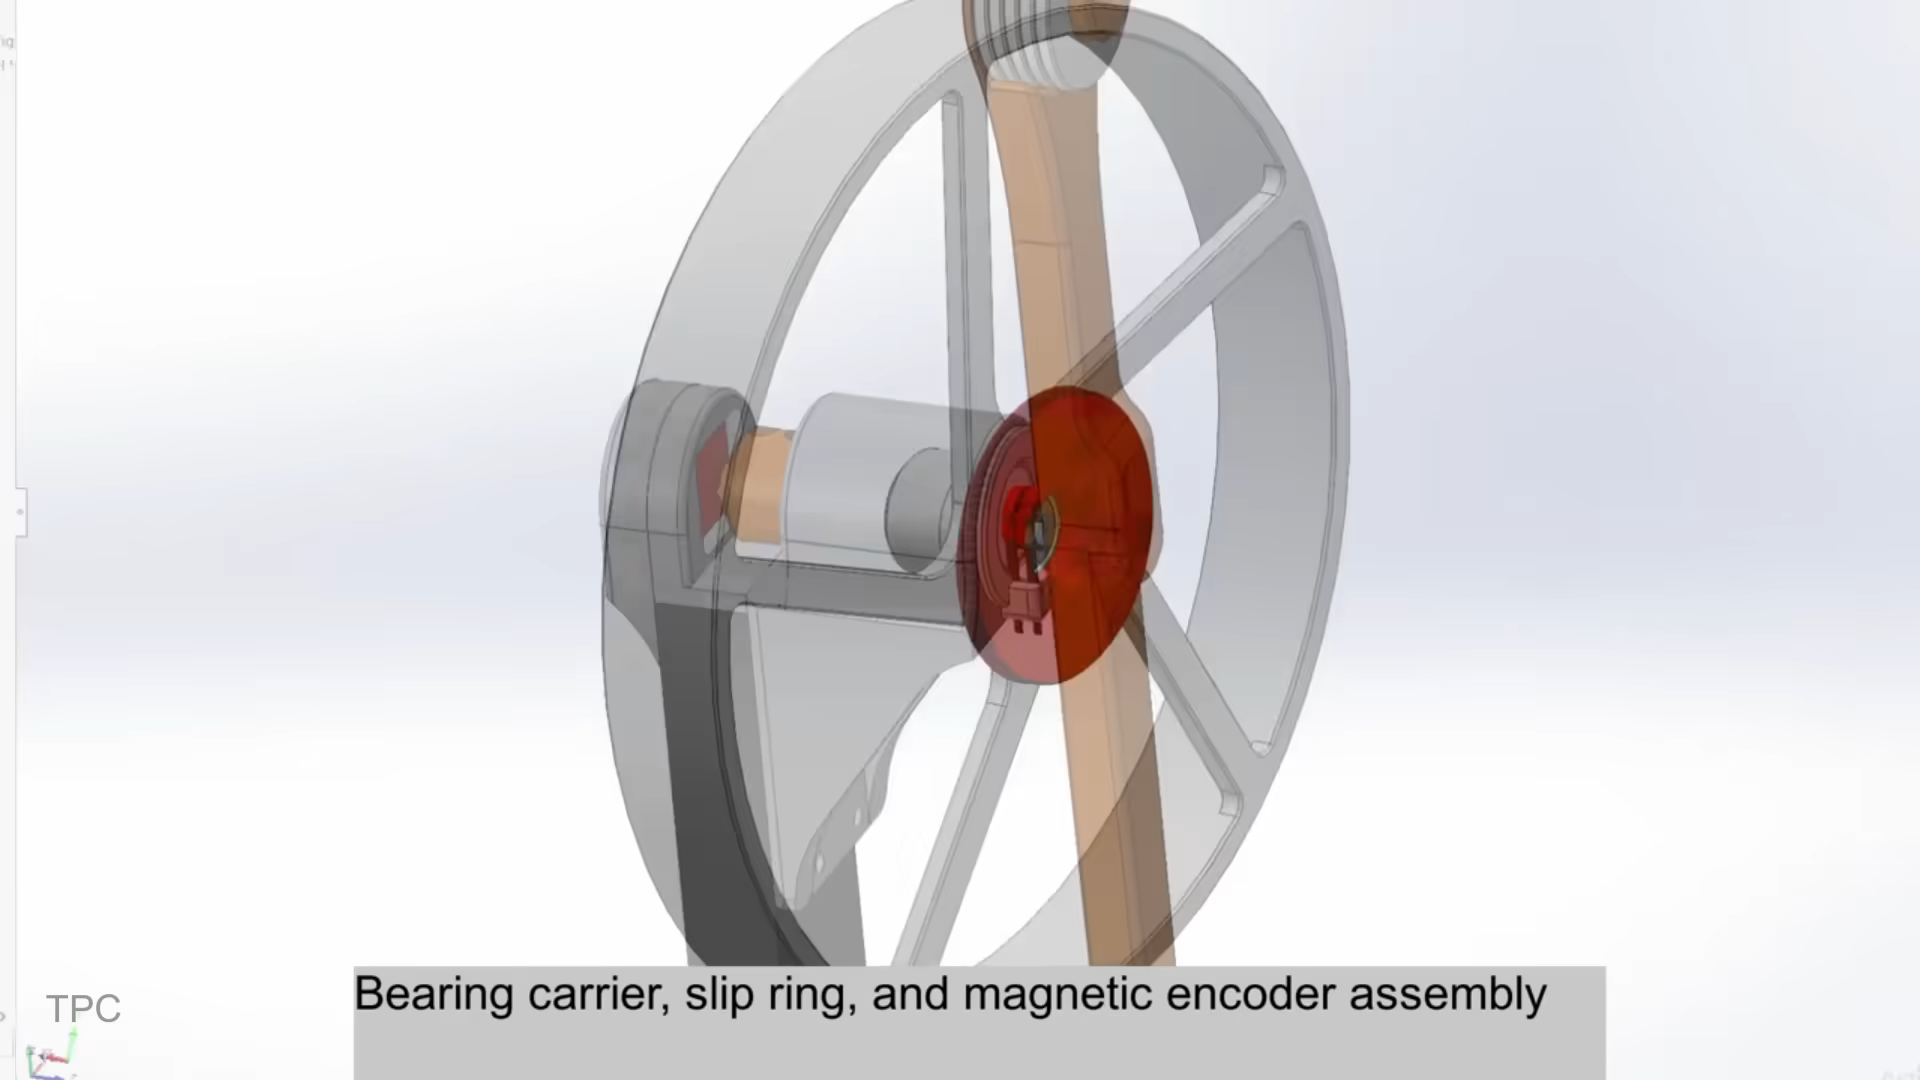 Bearing carrier, slip ring, and magnetic encoder assembly
TPC